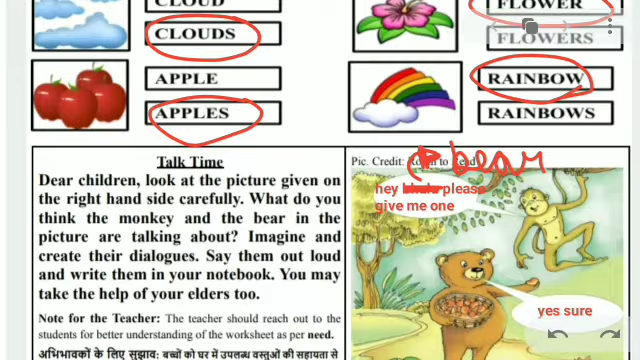 CLOUD
CLOUDS
FLOWER
FLOWERS
APPLE
APPLES
RAINBOW
RAINBOWS
Talk Time
Dear children, look at the picture given on
the right hand side carefully. What do you
think the monkey and the bear in the
picture are talking about? Imagine and
create their dialogues. Say them out loud
and write them in your notebook. You may
take the help of your elders too.
Note for the Teacher: The teacher should reach out to the
students for better understanding of the worksheet as per need.
अभिभावकों के लिए सुझाव: बच्चों को घर में उपलब्ध वस्तुओं की सहायता से
Pic. Credit: to Read
bear
hey please
give me one
yes sure